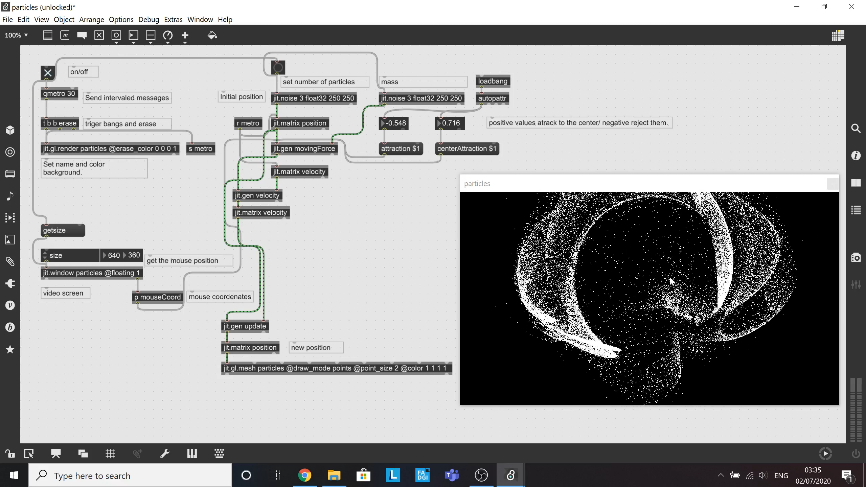 particles (unlocked)*
File Edit View Object Arrange Options Debug Extras Window Help
100%
on/off
set number of particles
mass
loadbang
qmetro 30
Send intervaled messages
Initial position
jit.noise 3 float32 250 250
jit.noise 3 float32 250 250
autopattr
t b b erase
triger bangs and erase
r metro
jit.matrix position
-0.548
-0.716
positive values atrack to the center/ negative reject them.
jit.gl.render particles @erase_color 0 0 0 1
s metro
jit.gen movingForce
attraction $1
centerAttraction $1
Set name and color
background.
jit.matrix velocity
particles
jit.gen velocity
jit.matrix velocity
getsize
size
640
360
get the mouse position
jit.window particles @floating 1
video screen
p mouseCoord
mouse coorenates
jit.gen update
jit.matrix position
new position
jit.gl.mesh particles @draw_mode points @point_size 2 @color 1 1 1 1
Type here to search
L
ENG
03:35
02/07/2020